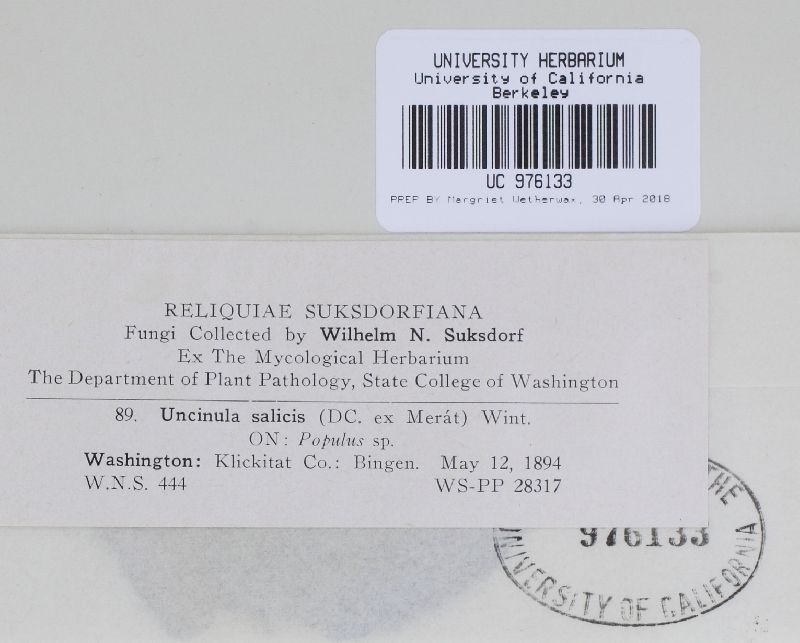 UNIVERSITY HERBARIUM
University of California
Berkeley
UC 976133
PREP BY Margriet Wetherwax, 30 Apr 2018
RELIQUIAE SUKSDORFIANA
Fungi Collected by Wilhelm N. Suksdorf
Ex The Mycological Herbarium
The Department of Plant Pathology, State College of Washington
89. Uncinula salicis (DC. ex Merát) Wint.
ON: Populus sp.
Washington: Klickitat Co.: Bingen. May 12, 1894
W.N.S. 444 WS-PP 28317
THE
976133
UNIVERSITY OF CALIFORNIA